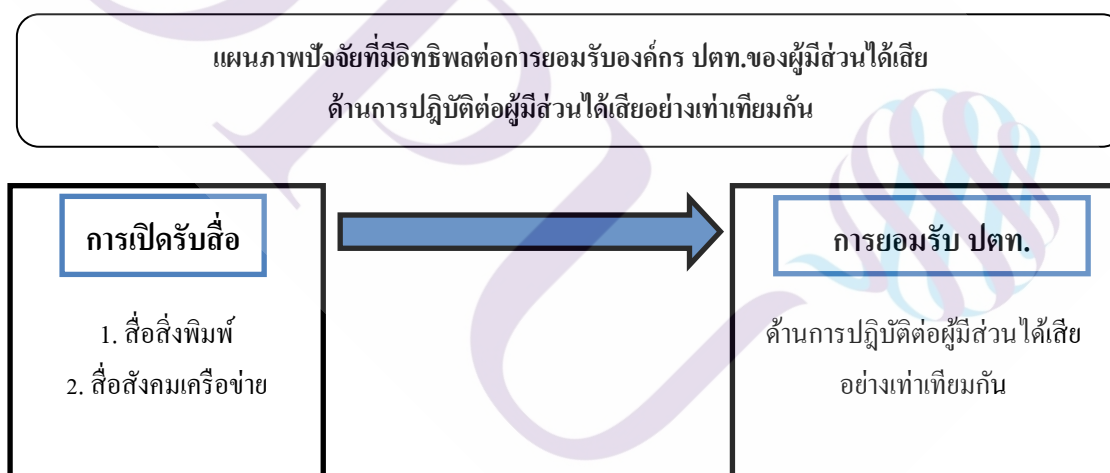 แผนภาพปัจจัยที่มีอิทธิพลต่อการยอมรับองค์กร ปตท.ของผู้มีส่วนได้เสีย
ด้านการปฎิบัติต่อผู้มีส่วนได้เสียอย่างเท่าเทียมกัน
การเปิดรับสื่อ
1. สื่อสิ่งพิมพ์
2. สื่อสังคมเครือข่าย
การยอมรับ ปตท.
ด้านการปฎิบัติต่อผู้มีส่วนได้เสีย
อย่างเท่าเทียมกัน